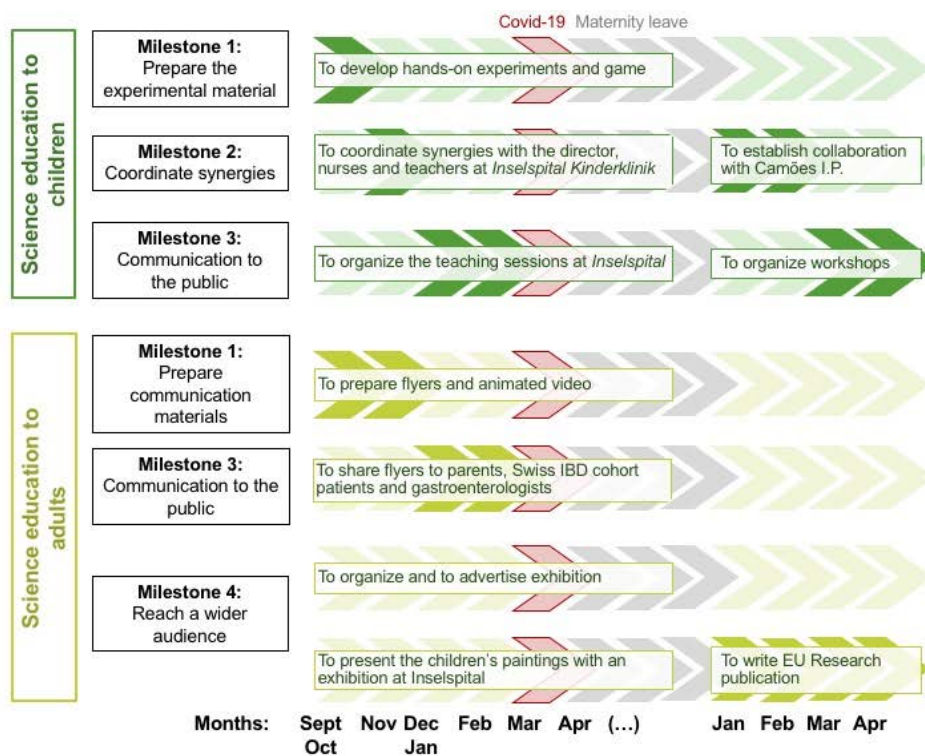 Covid-19 Maternity leave
Science education to
children
Milestone 1:
Prepare the
experimental material
To develop hands-on experiments and game
Milestone 2:
Coordinate synergies
To coordinate synergies with the director,
nurses and teachers at Inselspital Kinderklinik
To establish collaboration
with Camões I.P.
Milestone 3:
Communication to
the public
To organize the teaching sessions at Inselspital
To organize workshops
Science education to
adults
Milestone 1:
Prepare
communication
materials
To prepare flyers and animated video
Milestone 3:
Communication to the
public
To share flyers to parents, Swiss IBD cohort
patients and gastroenterologists
Milestone 4:
Reach a wider
audience
To organize and to advertise exhibition
To present the children's paintings with an
exhibition at Inselspital
To write EU Research
publication
Months: Sept Nov Dec Feb Mar Apr (...) Jan Feb Mar Apr
Oct Jan